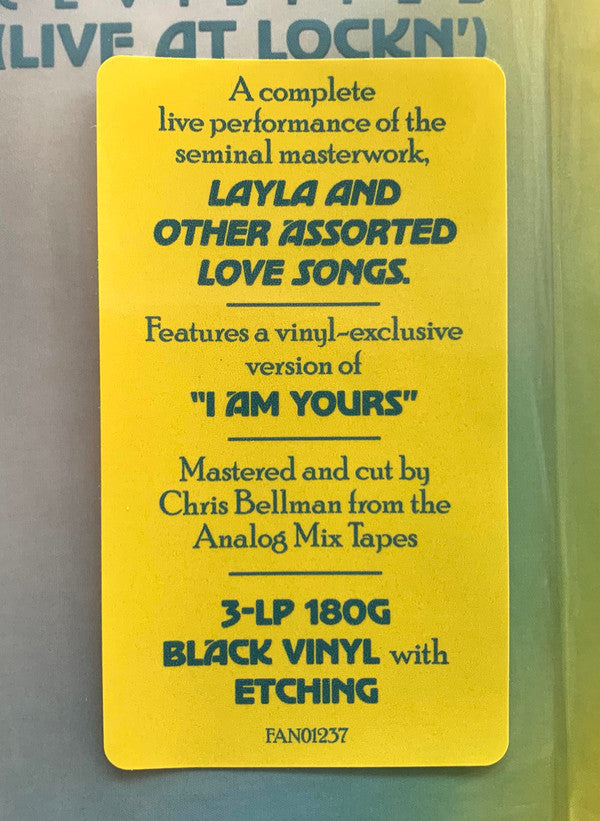 (LIVE AT LOCKN')
A complete
live performance of the
seminal masterwork,
LAYLA AND
OTHER ASSORTED
LOVE SONGS.
Features a vinyl-exclusive
version of
"I AM YOURS"
Mastered and cut by
Chris Bellman from the
Analog Mix Tapes
3-LP 180G
BLACK VINYL with
ETCHING
FAN01237